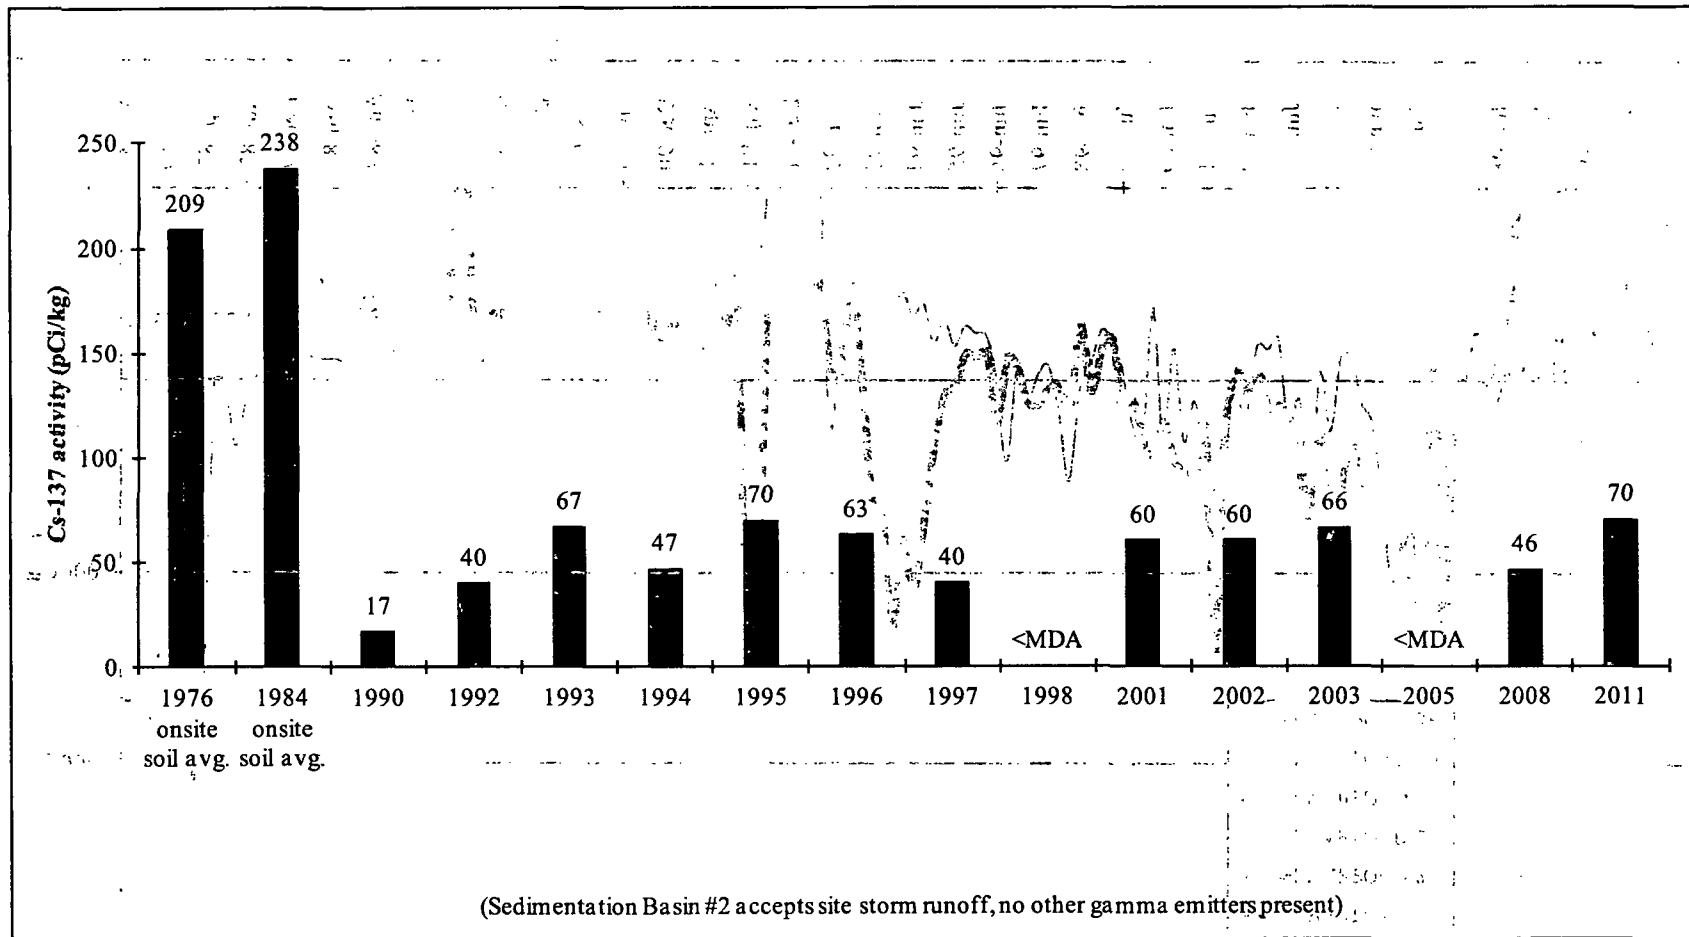 Cs-137 activity (pCi/kg)
250
200
150
100
50
0
209
238
17
40
67
47
70
63
40
<MDA
60
60
66
<MDA
46
70
1976 1984 1990 1992 1993 1994 1995 1996 1997 1998 2001 2002 2003 2005 2008 2011
onsite onsite
soil avg. soil avg.
(Sedimentation Basin #2 accepts site storm runoff, no other gamma emitters present)